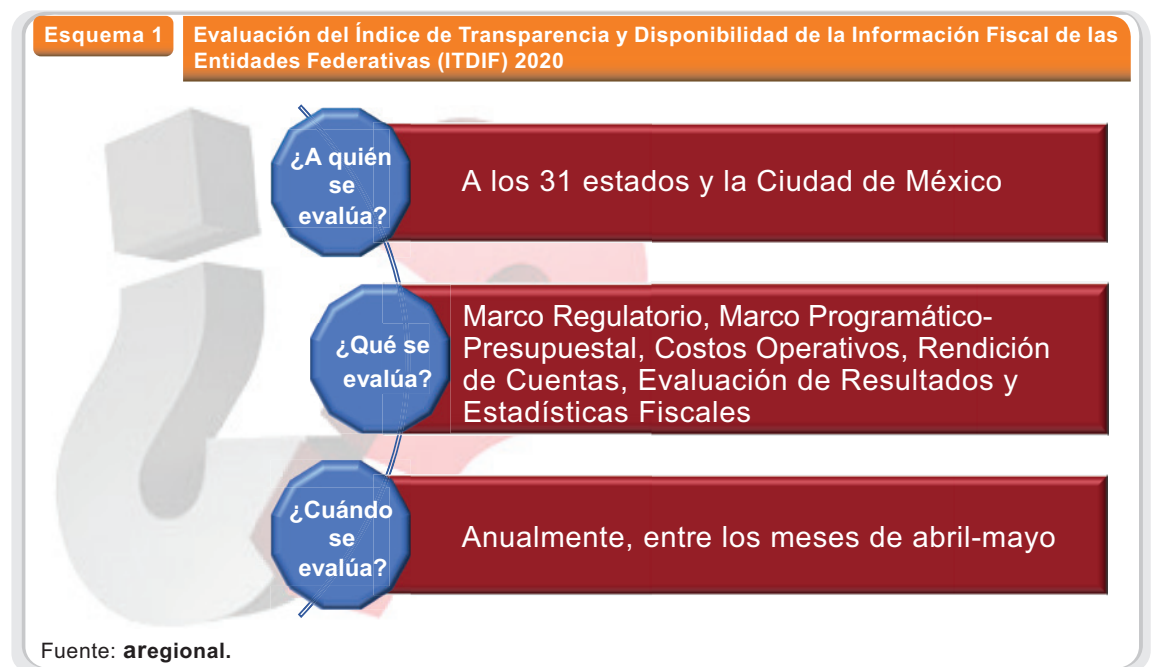 Esquema 1
Evaluación del Índice de Transparencia y Disponibilidad de la Información Fiscal de las
Entidades Federativas (ITDIF) 2020
¿A quién
se
evalúa?
A los 31 estados y la Ciudad de México
¿Qué se
evalúa?
Marco Regulatorio, Marco Programático-
Presupuestal, Costos Operativos, Rendición
de Cuentas, Evaluación de Resultados y
Estadísticas Fiscales
¿Cuándo
se
evalúa?
Anualmente, entre los meses de abril-mayo
Fuente: aregional.